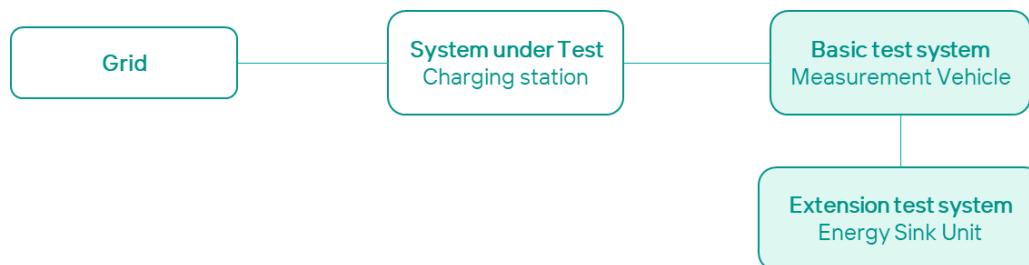 Grid
System under Test
Charging station
Basic test system
Measurement Vehicle
Extension test system
Energy Sink Unit